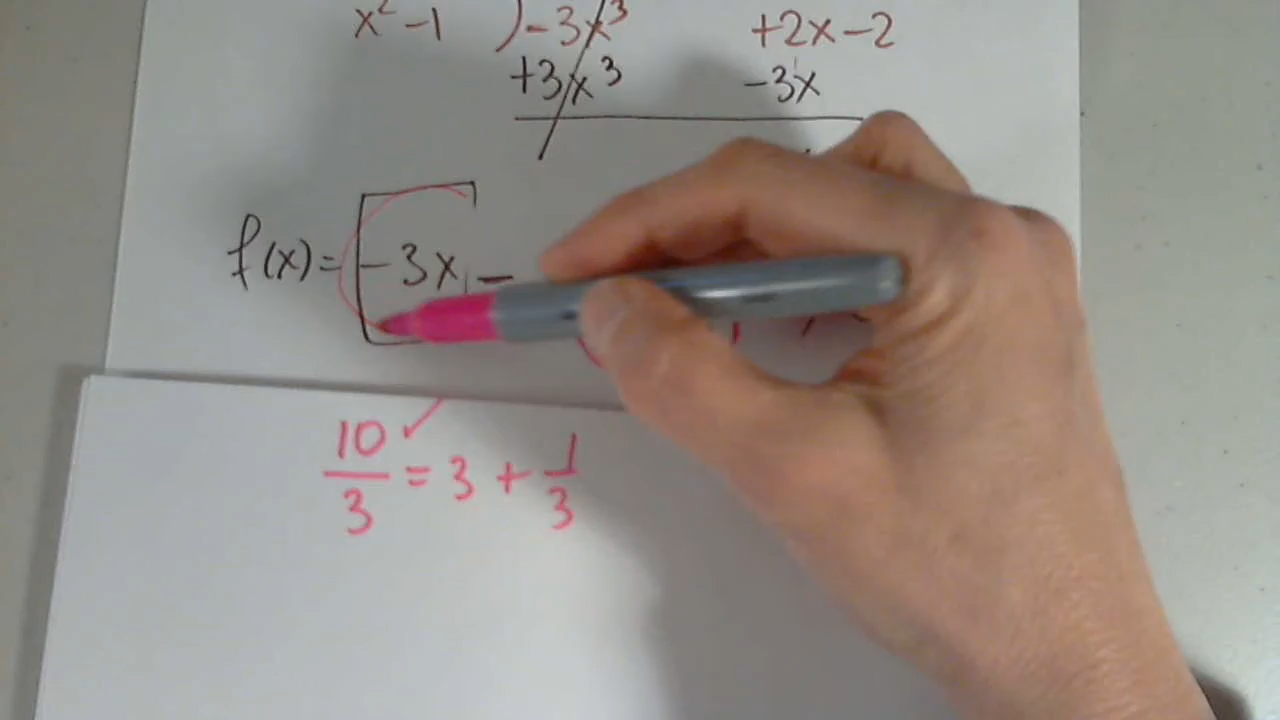 x² -1 )-3x³ +2x-2
+3x³ -3x
f(x)= -3x -
10/3 = 3 + 1/3